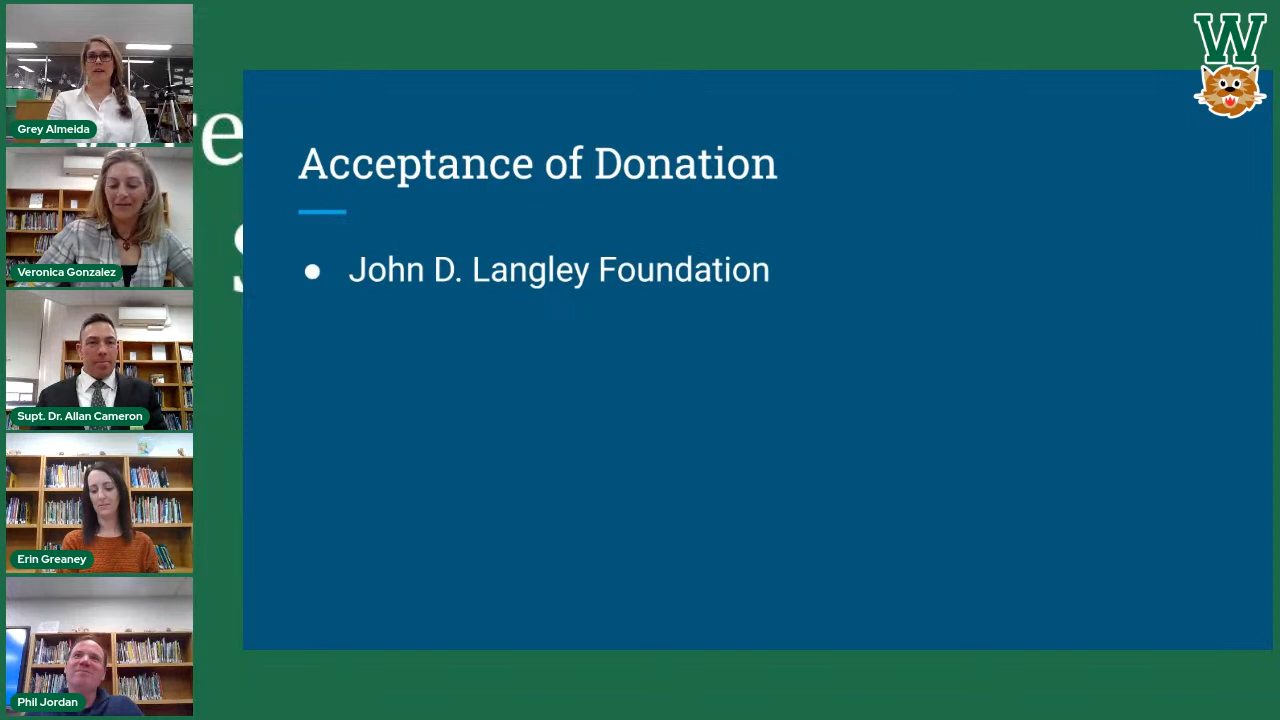 W
Acceptance of Donation
● John D. Langley Foundation
Grey Almeida
Veronica Gonzalez
Supt. Dr. Allan Cameron
Erin Greaney
Phil Jordan